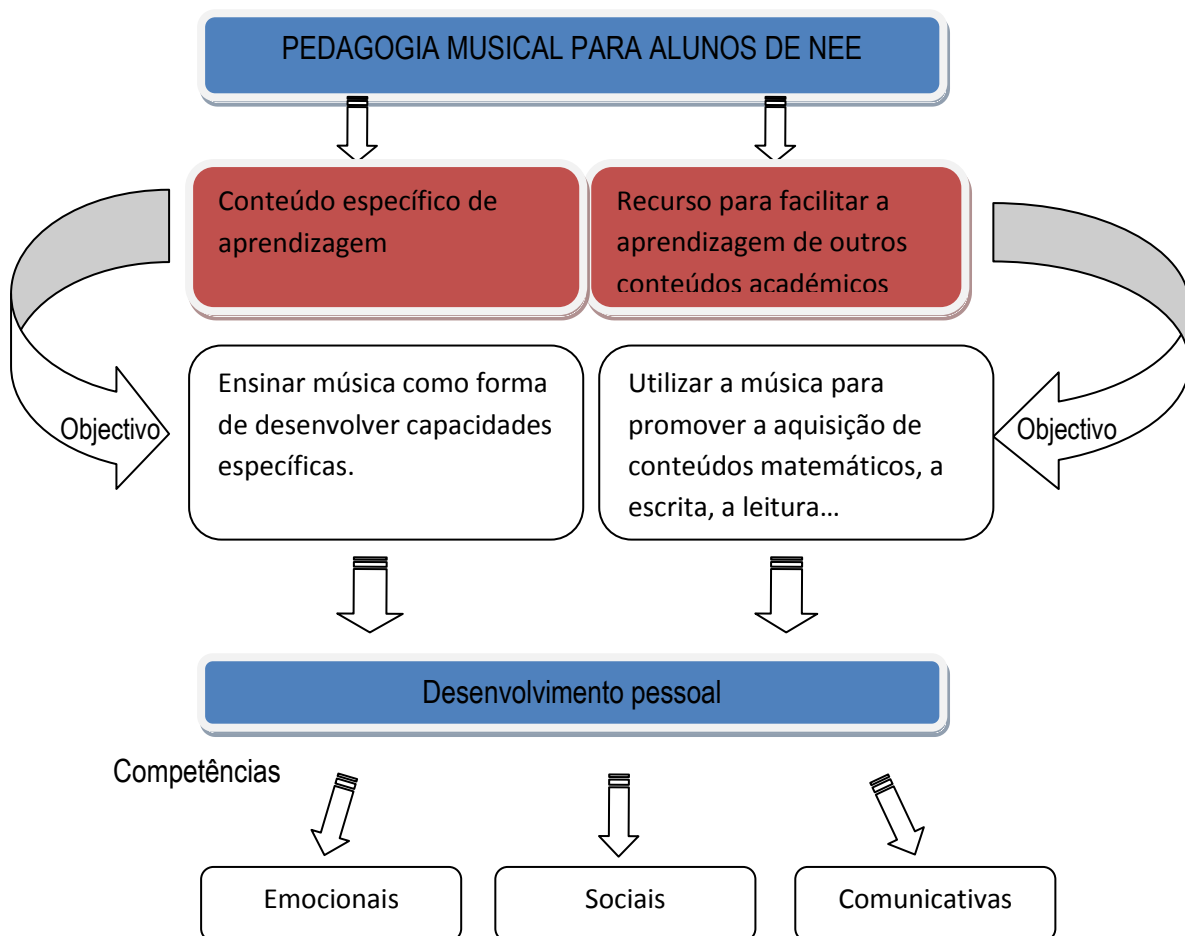 PEDAGOGIA MUSICAL PARA ALUNOS DE NEE
Conteúdo específico de
aprendizagem
Recurso para facilitar a
aprendizagem de outros
conteúdos académicos
Objectivo
Ensinar música como forma
de desenvolver capacidades
específicas.
Utilizar a música para
promover a aquisição de
conteúdos matemáticos, a
escrita, a leitura…
Objectivo
Desenvolvimento pessoal
Competências
Emocionais
Sociais
Comunicativas